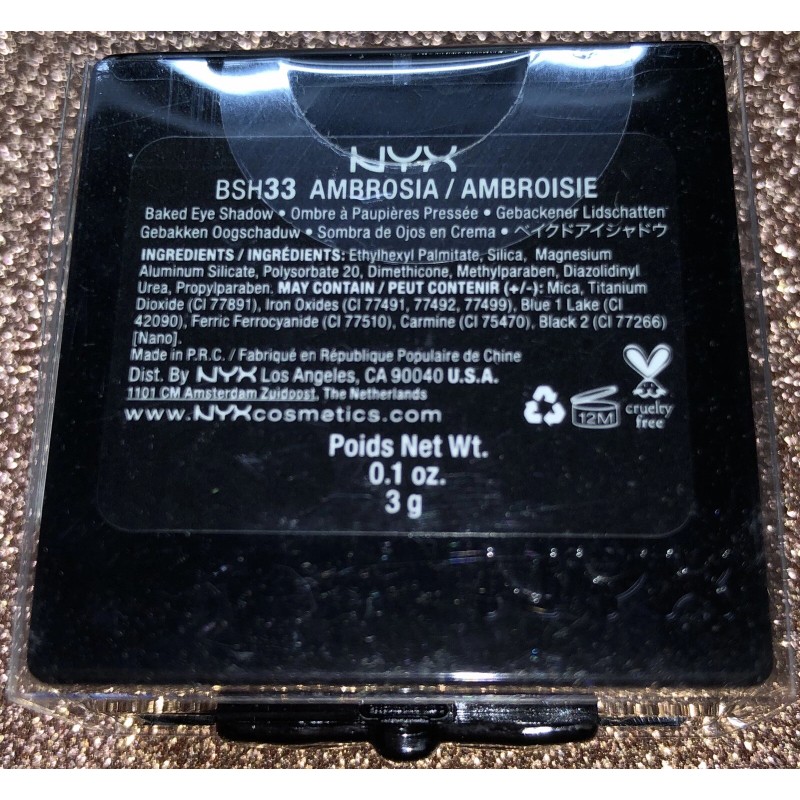 NYX
BSH33 AMBROSIA / AMBROISIE
Baked Eye Shadow • Ombre à Paupières Pressée • Gebackener Lidschatten
Gebakken Oogschaduw • Sombra de Ojos en Crema • ベイクドアイシャドウ
INGREDIENTS / INGRÉDIENTS: Ethylhexyl Palmitate, Silica, Magnesium
Aluminum Silicate, Polysorbate 20, Dimethicone, Methylparaben, Diazolidinyl
Urea, Propylparaben. MAY CONTAIN / PEUT CONTENIR (+/-): Mica, Titanium
Dioxide (CI 77891), Iron Oxides (CI 77491, 77492, 77499), Blue 1 Lake (CI
42090), Ferric Ferrocyanide (CI 77510), Carmine (CI 75470), Black 2 (CI 77266)
[Nano].
Made in P.R.C. / Fabriqué en République Populaire de Chine
Dist. By NYX Los Angeles, CA 90040 U.S.A.
1101 CM Amsterdam Zuidoost, The Netherlands
www.NYXcosmetics.com
12M
cruelty
free
Poids Net Wt.
0.1 oz.
3 g